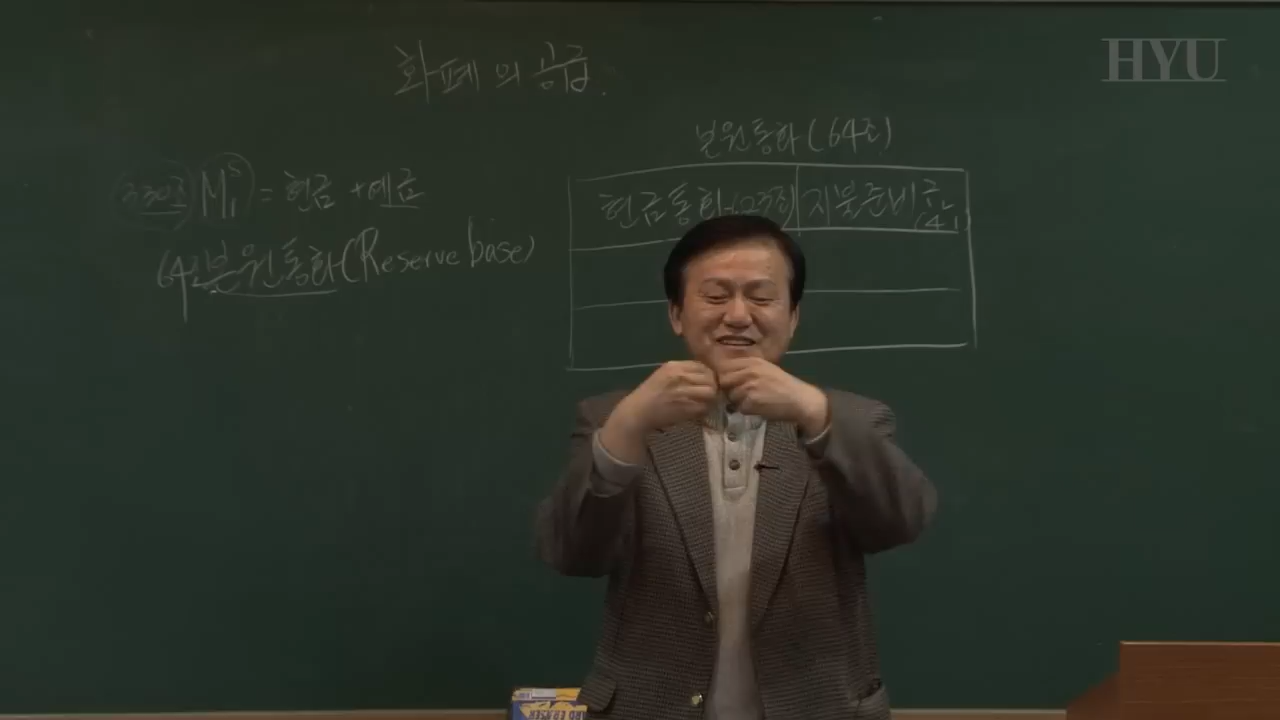 화폐의 공급.
HYU
M₁ˢ = 현금 + 예금
64조 본원통화 (Reserve base)
본원통화 (64조)
현금통화 지불준비금